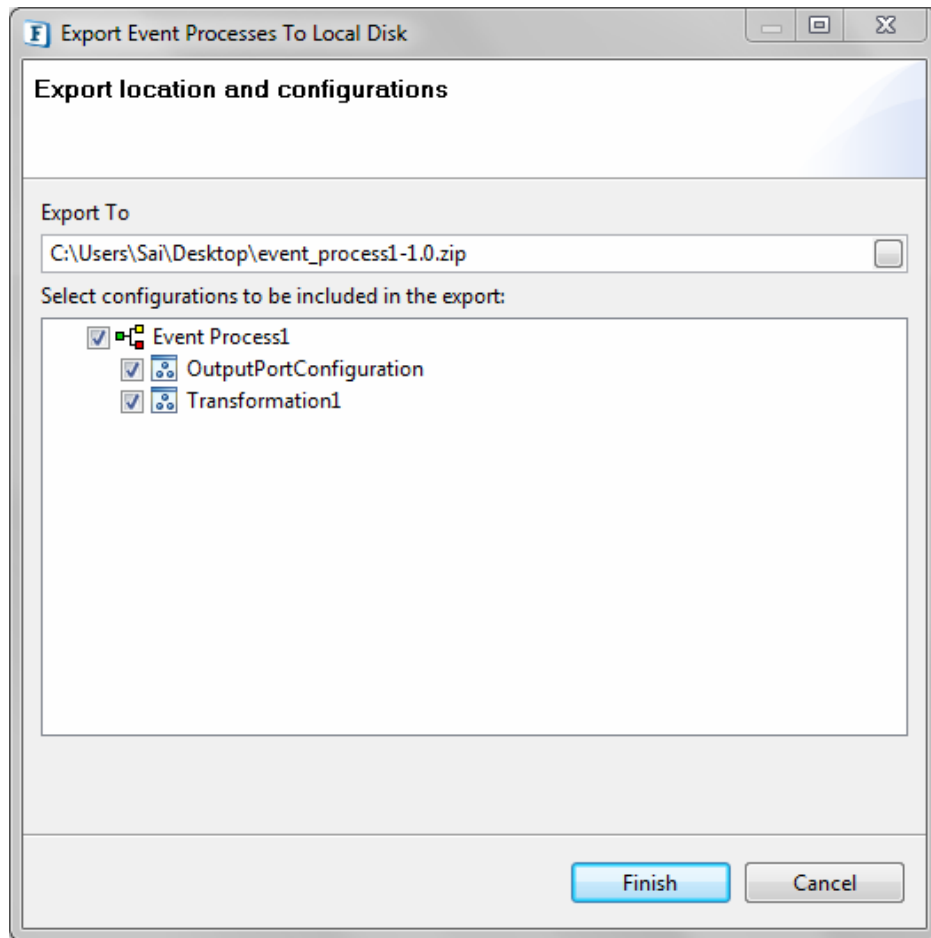 Export Event Processes To Local Disk
Export location and configurations
Export To
C:\Users\Sai\Desktop\event_process1-1.0.zip
Select configurations to be included in the export:
Event Process1
OutputPortConfiguration
Transformation1
Finish Cancel